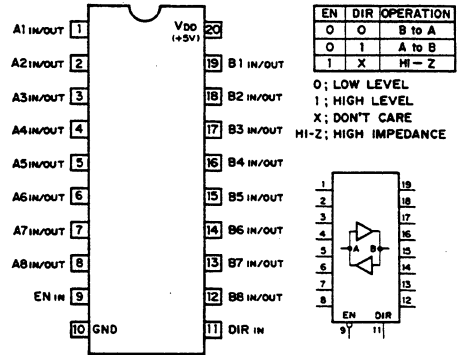 A1 IN/OUT 1
A2 IN/OUT 2
A3 IN/OUT 3
A4 IN/OUT 4
A5 IN/OUT 5
A6 IN/OUT 6
A7 IN/OUT 7
A8 IN/OUT 8
EN IN 9
10 GND
VDD 20
(+5V)
19 B1 IN/OUT
18 B2 IN/OUT
17 B3 IN/OUT
16 B4 IN/OUT
15 B5 IN/OUT
14 B6 IN/OUT
13 B7 IN/OUT
12 B8 IN/OUT
11 DIR IN
EN DIR OPERATION
0 0 B to A
0 1 A to B
1 X HI-Z
0; LOW LEVEL
1; HIGH LEVEL
X; DON'T CARE
HI-Z; HIGH IMPEDANCE
1 19
2 18
3 17
4 16
A B
5 15
6 14
7 13
8 12
EN DIR
9 11